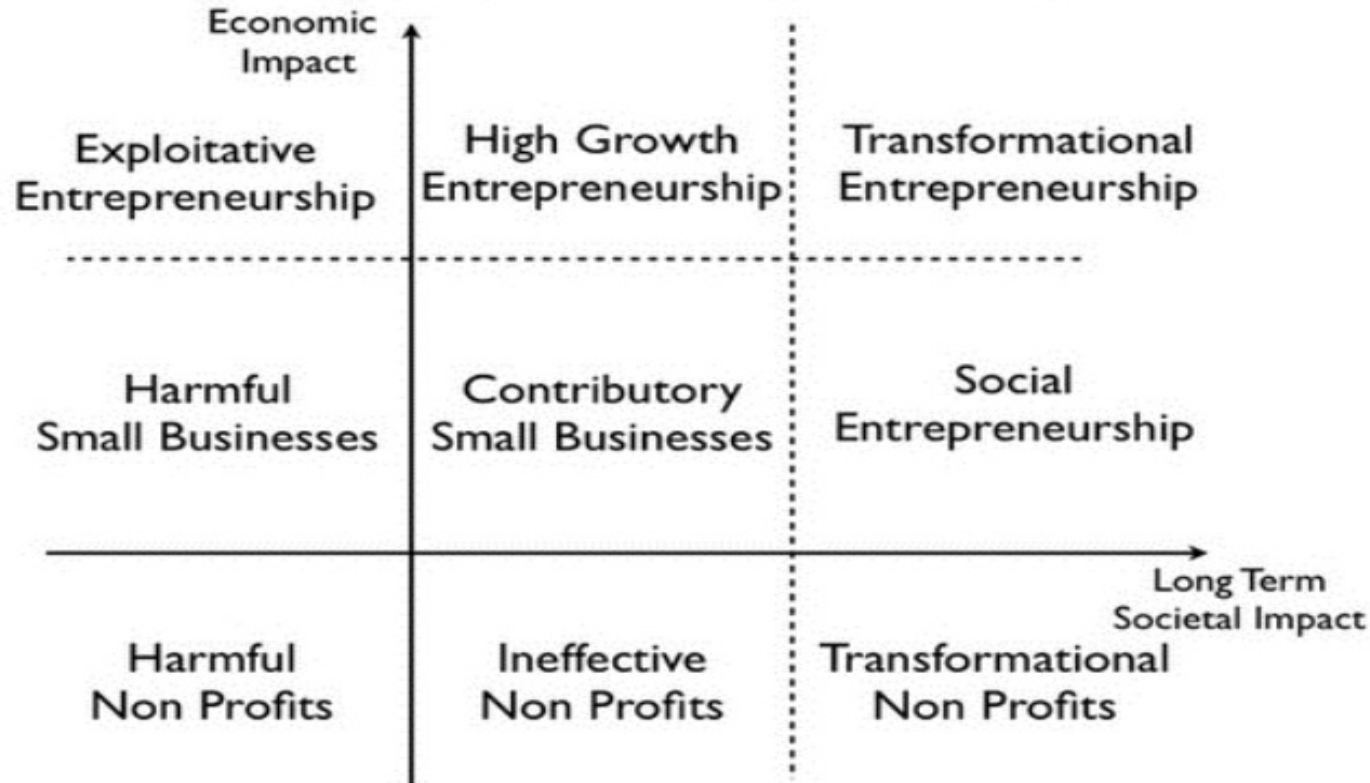 Economic
Impact
Exploitative
Entrepreneurship
High Growth
Entrepreneurship
Transformational
Entrepreneurship
Harmful
Small Businesses
Contributory
Small Businesses
Social
Entrepreneurship
Long Term
Societal Impact
Harmful
Non Profits
Ineffective
Non Profits
Transformational
Non Profits